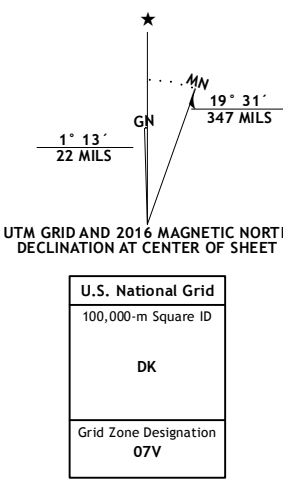 ★
MN
GN
19° 31´
347 MILS
1° 13´
22 MILS
UTM GRID AND 2016 MAGNETIC NORTH
DECLINATION AT CENTER OF SHEET
U.S. National Grid
100,000-m Square ID
DK
Grid Zone Designation
07V